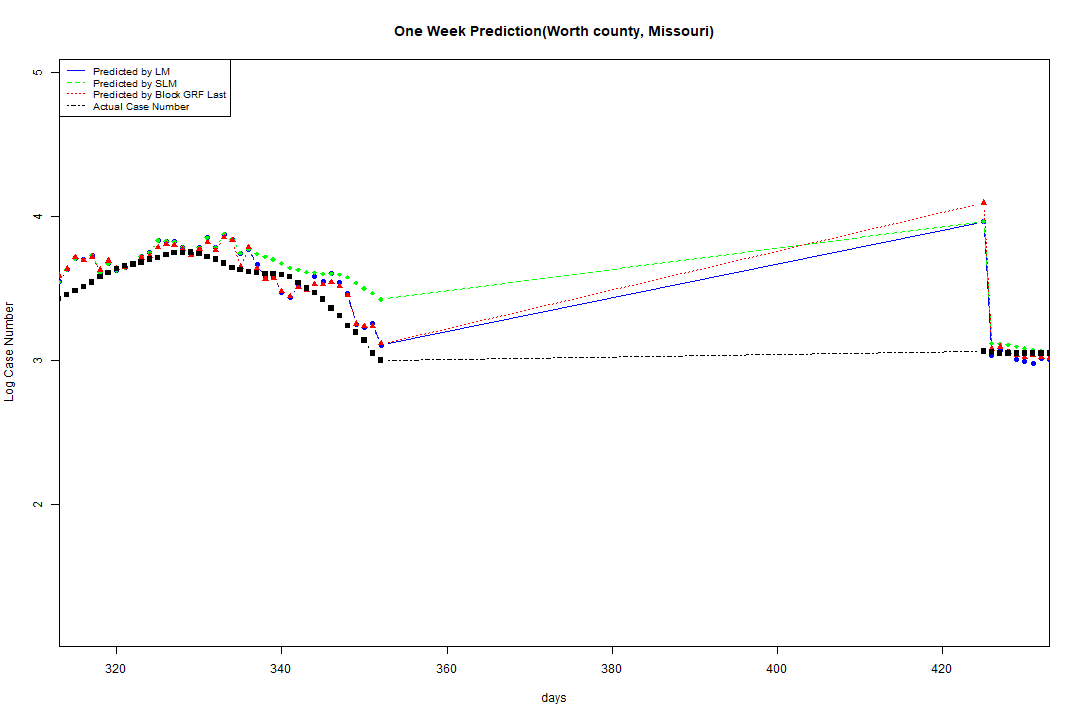 One Week Prediction(Worth county, Missouri)
Predicted by LM
Predicted by SLM
Predicted by Block GRF Last
Actual Case Number
5
4
3
2
Log Case Number
320 340 360 380 400 420
days